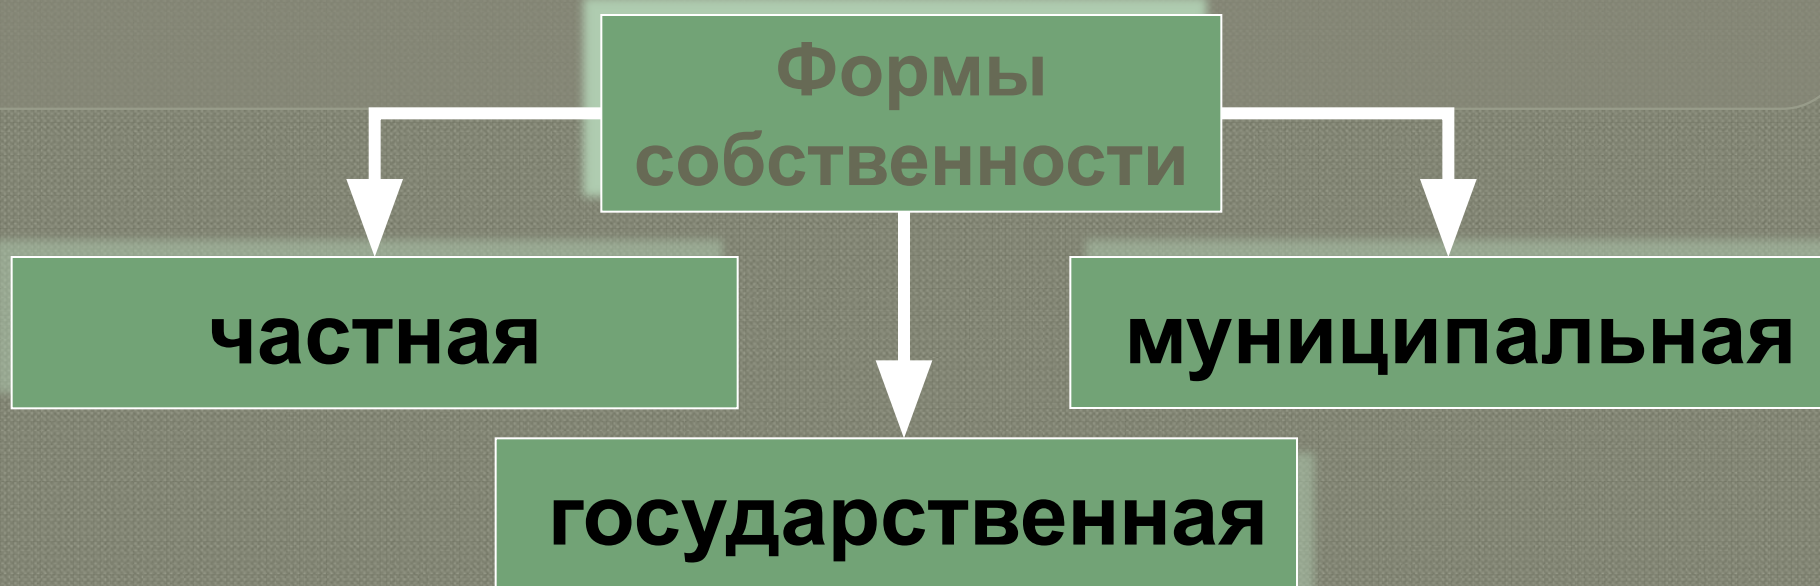 Формы
собственности
частная
муниципальная
государственная